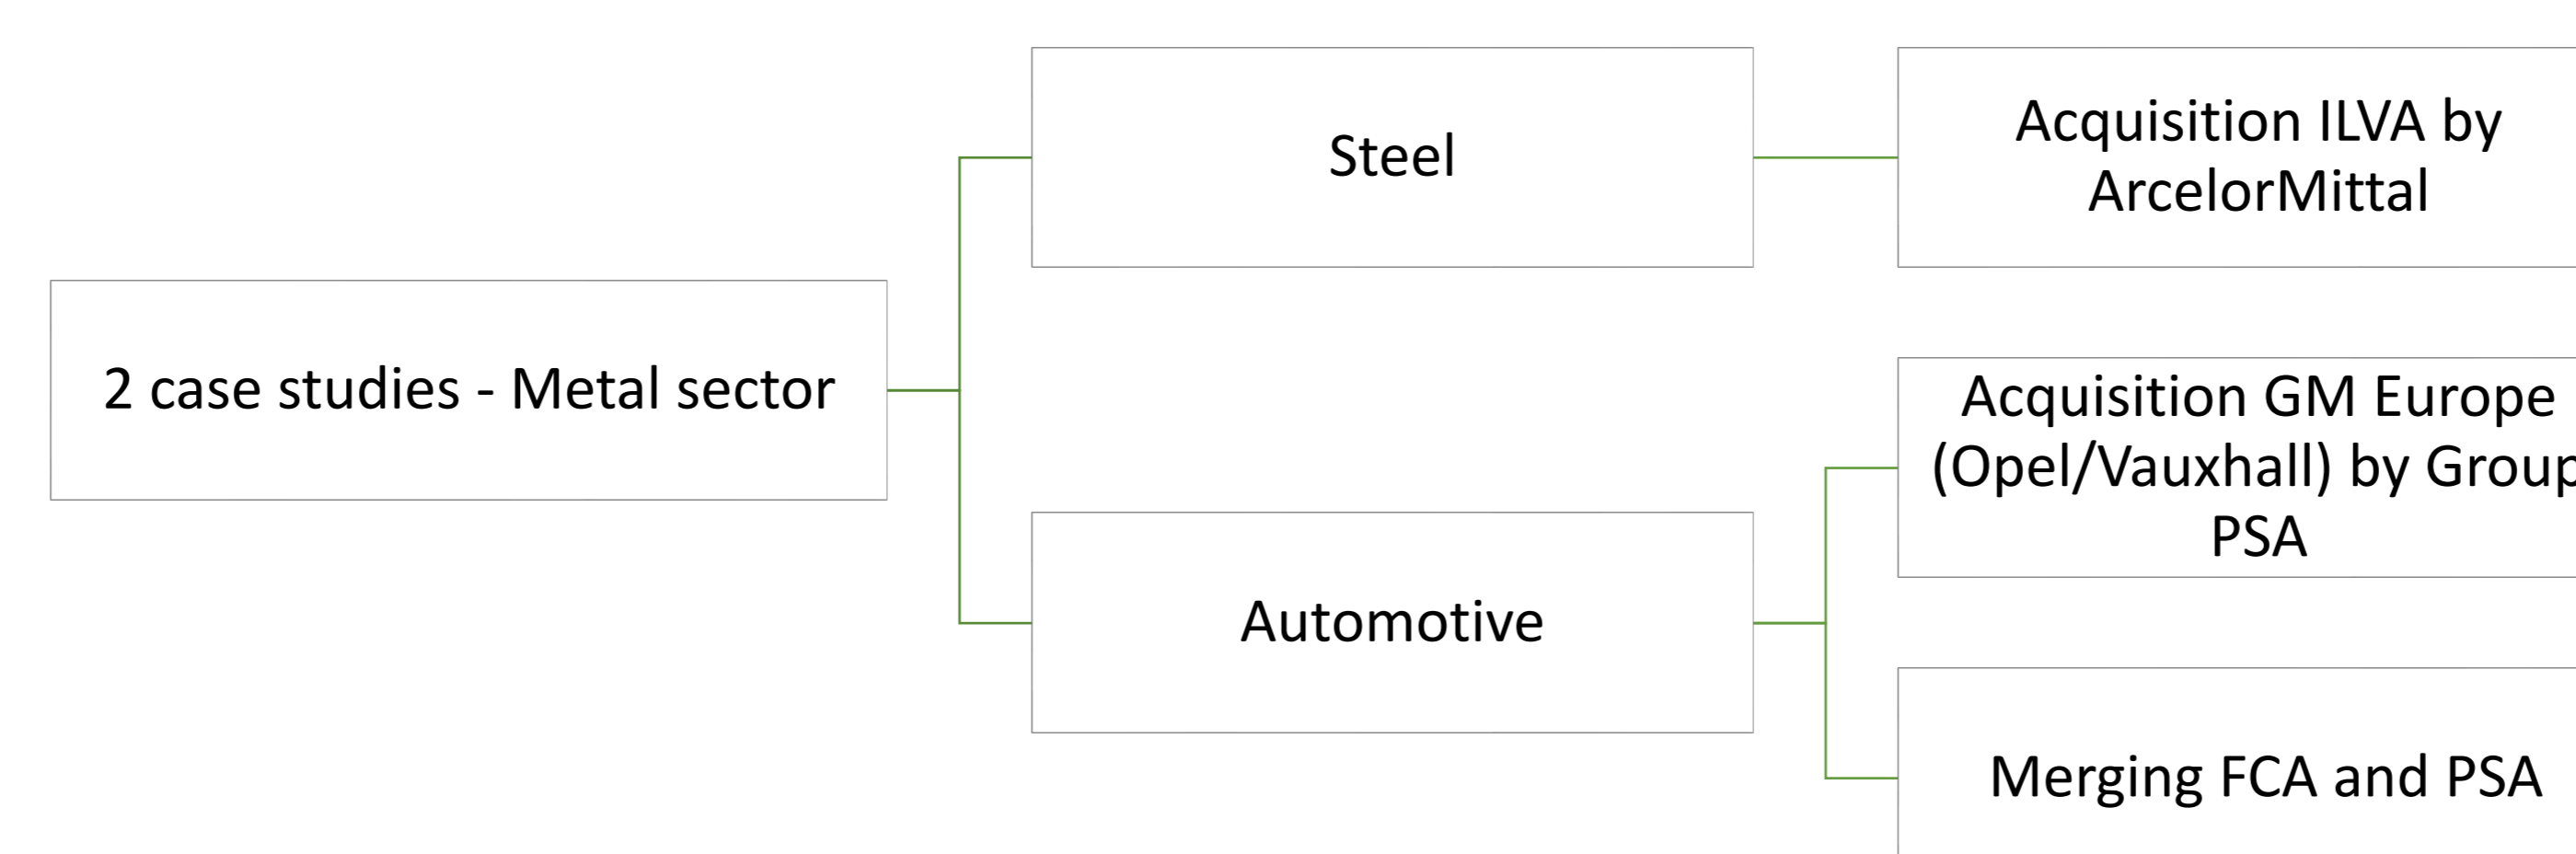 Steel
Acquisition ILVA by
ArcelorMittal
2 case studies - Metal sector
Acquisition GM Europe
(Opel/Vauxhall) by Group
PSA
Automotive
Merging FCA and PSA